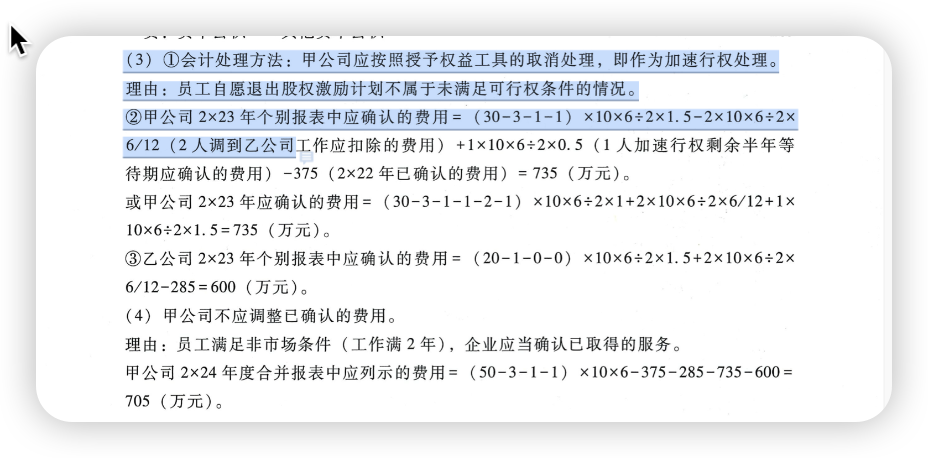 (3) ①会计处理方法：甲公司应按照授予权益工具的取消处理，即作为加速行权处理。
理由：员工自愿退出股权激励计划不属于未满足可行权条件的情况。
②甲公司 2×23 年个别报表中应确认的费用=（30-3-1-1）×10×6÷2×1.5-2×10×6÷2×
6/12（2 人调到乙公司工作应扣除的费用）+1×10×6÷2×0.5（1 人加速行权剩余半年等
待期应确认的费用）-375（2×22 年已确认的费用）=735（万元）。
或甲公司 2×23 年应确认的费用=（30-3-1-1-2-1）×10×6÷2×1+2×10×6÷2×6/12+1×
10×6÷2×1.5=735（万元）。
③乙公司 2×23 年个别报表中应确认的费用=（20-1-0-0）×10×6÷2×1.5+2×10×6÷2×
6/12-285=600（万元）。
(4) 甲公司不应调整已确认的费用。
理由：员工满足非市场条件（工作满 2 年），企业应当确认已取得的服务。
甲公司 2×24 年度合并报表中应列示的费用=（50-3-1-1）×10×6-375-285-735-600=
705（万元）。